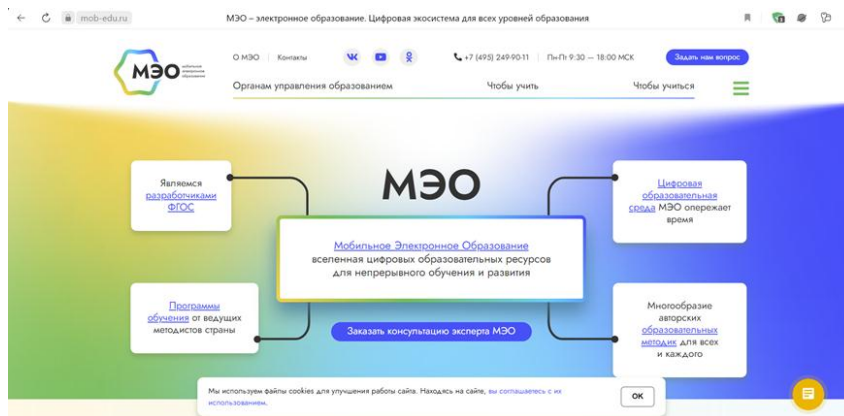 mob-edu.ru
МЭО – электронное образование. Цифровая экосистема для всех уровней образования
МЭО
мобильное
электронное
образование
О МЭО
Контакты
+7 (495) 249-90-11
Пн-Пт 9:30 — 18:00 МСК
Задать нам вопрос
Органам управления образованием
Чтобы учить
Чтобы учиться
МЭО
Являемся
разработчиками
ФГОС
Цифровая
образовательная
среда МЭО опережает
время
Мобильное Электронное Образование
вселенная цифровых образовательных ресурсов
для непрерывного обучения и развития
Программы
обучения от ведущих
методистов страны
Заказать консультацию эксперта МЭО
Многообразие
авторских
образовательных
методик для всех
и каждого
Мы используем файлы cookies для улучшения работы сайта. Находясь на сайте, вы соглашаетесь с их
использованием.
ОК